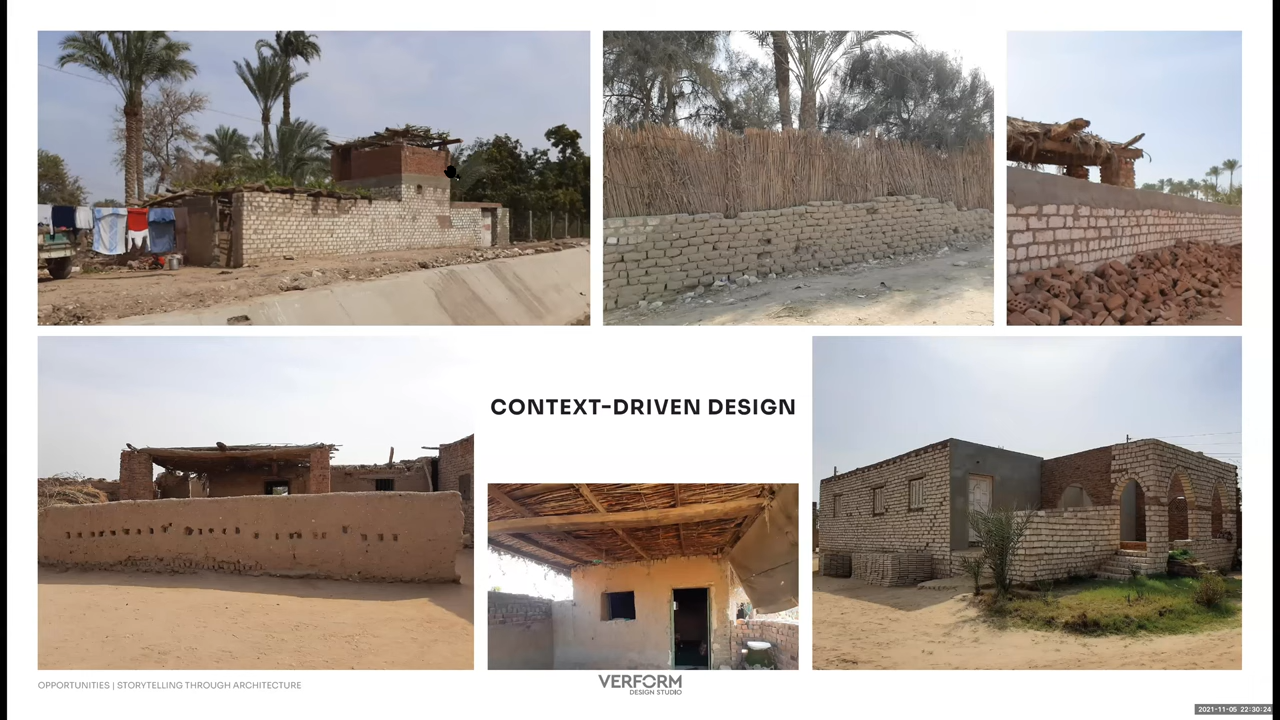 CONTEXT-DRIVEN DESIGN
OPPORTUNITIES | STORYTELLING THROUGH ARCHITECTURE
VERFORM
DESIGN STUDIO
2021-11-05 22:30:24